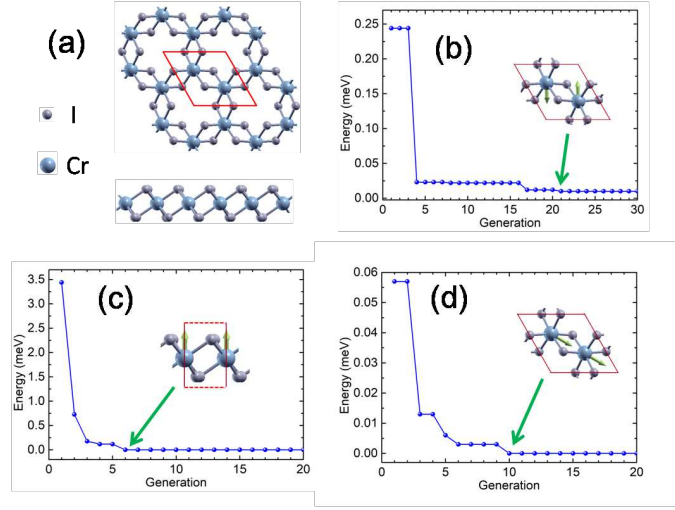 (a)
I
Cr
(b)
Energy (meV)
0.25
0.20
0.15
0.10
0.05
0.00
0 5 10 15 20 25 30
Generation
(c)
Energy (meV)
3.5
3.0
2.5
2.0
1.5
1.0
0.5
0.0
0 5 10 15 20
Generation
(d)
Energy (meV)
0.06
0.05
0.04
0.03
0.02
0.01
0.00
0 5 10 15 20
Generation